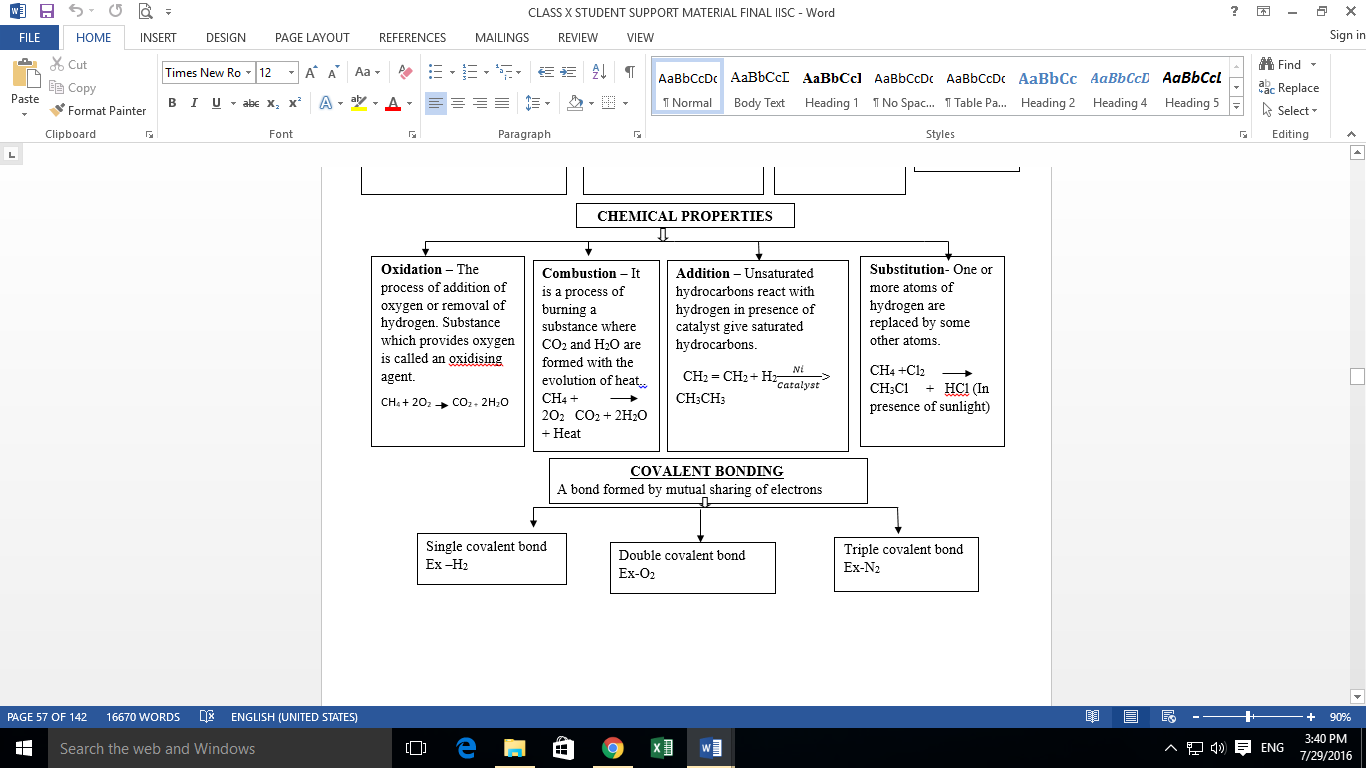 CLASS X STUDENT SUPPORT MATERIAL FINAL IISC - Word
FILE HOME INSERT DESIGN PAGE LAYOUT REFERENCES MAILINGS REVIEW VIEW Sign in
Paste
Cut
Copy
Format Painter
Clipboard
Times New Ro 12
Font
Paragraph
AaBbCcDc AaBbCcD AaBbCcl AaBbCcDc AaBbCcDc AaBbCc AaBbCcD AaBbCcL
¶ Normal Body Text Heading 1 ¶ No Spac... ¶ Table Pa... Heading 2 Heading 4 Heading 5
Styles
Find
Replace
Select
Editing
CHEMICAL PROPERTIES
Oxidation – The
process of addition of
oxygen or removal of
hydrogen. Substance
which provides oxygen
is called an oxidising
agent.
CH₄ + 2O₂ → CO₂ + 2H₂O
Combustion – It
is a process of
burning a
substance where
CO₂ and H₂O are
formed with the
evolution of heat..
CH₄ + →
2O₂ CO₂ + 2H₂O
+ Heat
Addition – Unsaturated
hydrocarbons react with
hydrogen in presence of
catalyst give saturated
hydrocarbons.
CH₂ = CH₂ + H₂ Ni/Catalyst >
CH₃CH₃
Substitution- One or
more atoms of
hydrogen are
replaced by some
other atoms.
CH₄ +Cl₂ →
CH₃Cl + HCl (In
presence of sunlight)
COVALENT BONDING
A bond formed by mutual sharing of electrons
Single covalent bond
Ex –H₂
Double covalent bond
Ex-O₂
Triple covalent bond
Ex-N₂
PAGE 57 OF 142 16670 WORDS ENGLISH (UNITED STATES) 90%
Search the web and Windows
ENG
3:40 PM
7/29/2016